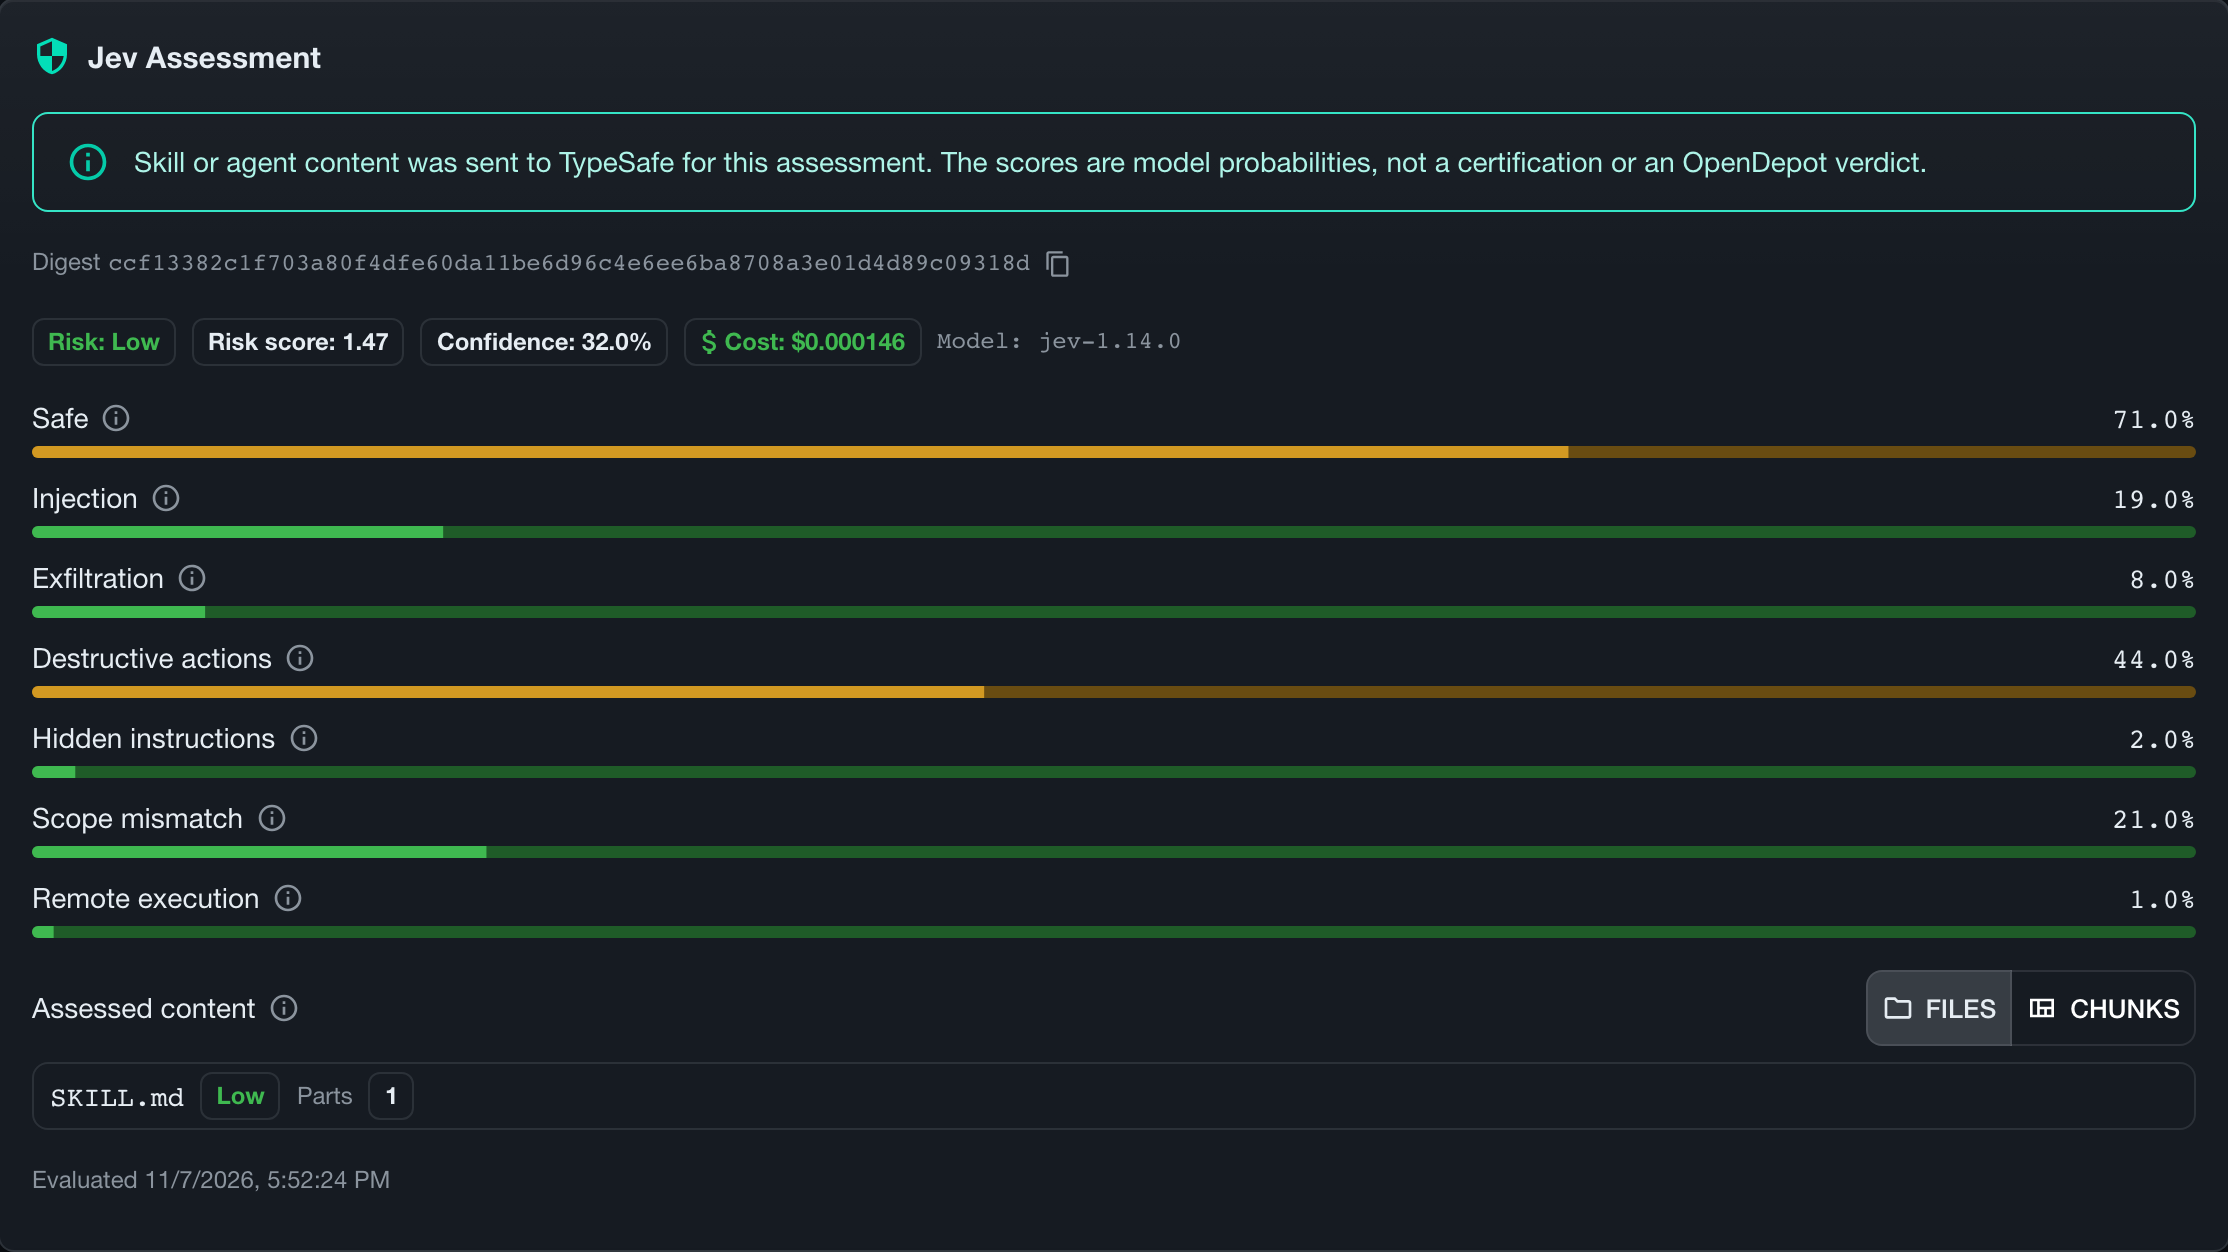 Jev Assessment
Skill or agent content was sent to TypeSafe for this assessment. The scores are model probabilities, not a certification or an OpenDepot verdict.
Digest ccf13382c1f703a80f4dfe60da11be6d96c4e6ee6ba8708a3e01d4d89c09318d
Risk: Low Risk score: 1.47 Confidence: 32.0% $ Cost: $0.000146 Model: jev-1.14.0
Safe 71.0%
Injection 19.0%
Exfiltration 8.0%
Destructive actions 44.0%
Hidden instructions 2.0%
Scope mismatch 21.0%
Remote execution 1.0%
Assessed content FILES CHUNKS
SKILL.md Low Parts 1
Evaluated 11/7/2026, 5:52:24 PM